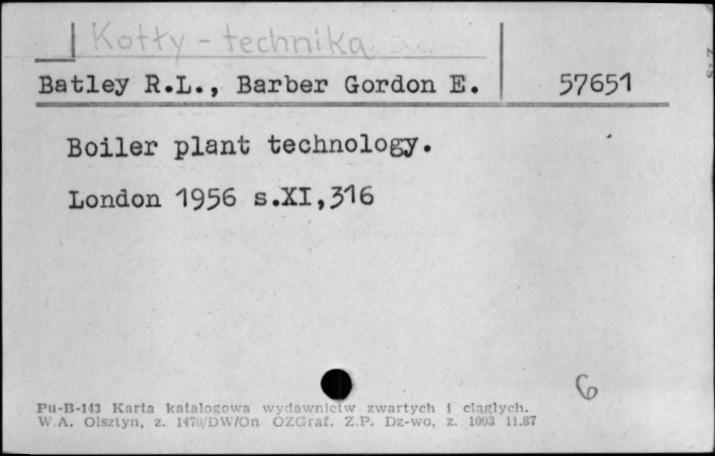 Kotły - technika
Batley R.L., Barber Gordon E. 57651
Boiler plant technology.
London 1956 s.XI,316
6
Pu-B-143 Karta katalogowa wydawnictw zwartych i ciągłych.
W.A. Olsztyn, z. 1470/DW/On OZGraf. Z.P. Dz-wo, z. 1003 11.87